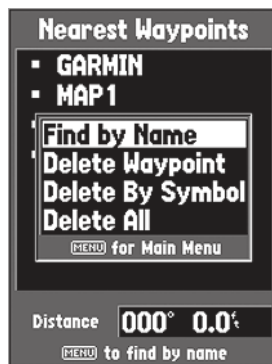 Nearest Waypoints
▪ GARMIN
▪ MAP1
Find by Name
Delete Waypoint
Delete By Symbol
Delete All
MENU for Main Menu
Distance 000° 0.0ft
MENU to find by name